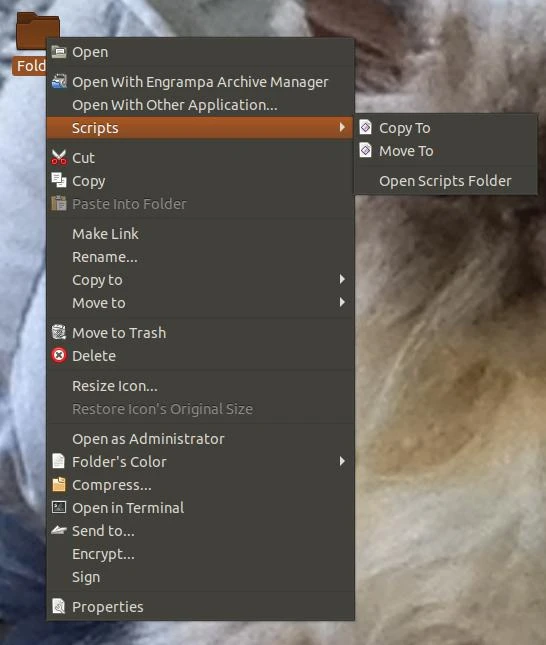 Fold
Open
Open With Engrampa Archive Manager
Open With Other Application...
Scripts
Cut
Copy
Paste Into Folder
Make Link
Rename...
Copy to
Move to
Move to Trash
Delete
Resize Icon...
Restore Icon's Original Size
Open as Administrator
Folder's Color
Compress...
Open in Terminal
Send to...
Encrypt...
Sign
Properties
Copy To
Move To
Open Scripts Folder